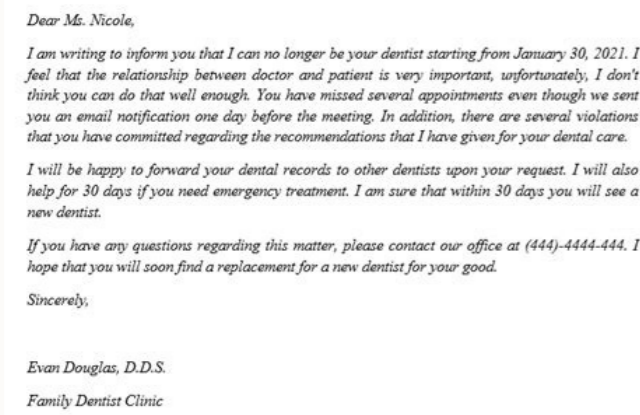 Dear Ms. Nicole,
I am writing to inform you that I can no longer be your dentist starting from January 30, 2021. I
feel that the relationship between doctor and patient is very important, unfortunately, I don't
think you can do that well enough. You have missed several appointments even though we sent
you an email notification one day before the meeting. In addition, there are several violations
that you have committed regarding the recommendations that I have given for your dental care.
I will be happy to forward your dental records to other dentists upon your request. I will also
help for 30 days if you need emergency treatment. I am sure that within 30 days you will see a
new dentist.
If you have any questions regarding this matter, please contact our office at (444)-4444-444. I
hope that you will soon find a replacement for a new dentist for your good.
Sincerely,
Evan Douglas, D.D.S.
Family Dentist Clinic